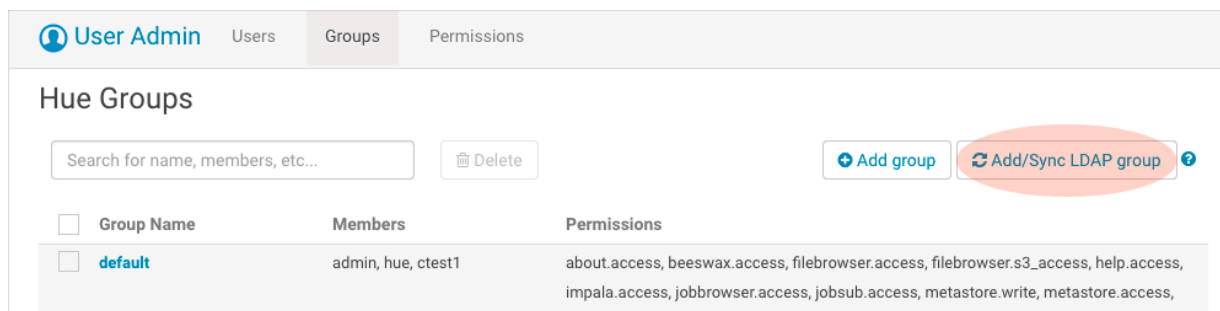 User Admin Users Groups Permissions
Hue Groups
Search for name, members, etc... Delete Add group Add/Sync LDAP group ?
Group Name Members Permissions
default admin, hue, ctest1 about.access, beeswax.access, filebrowser.access, filebrowser.s3_access, help.access,
impala.access, jobbrowser.access, jobsub.access, metastore.write, metastore.access,